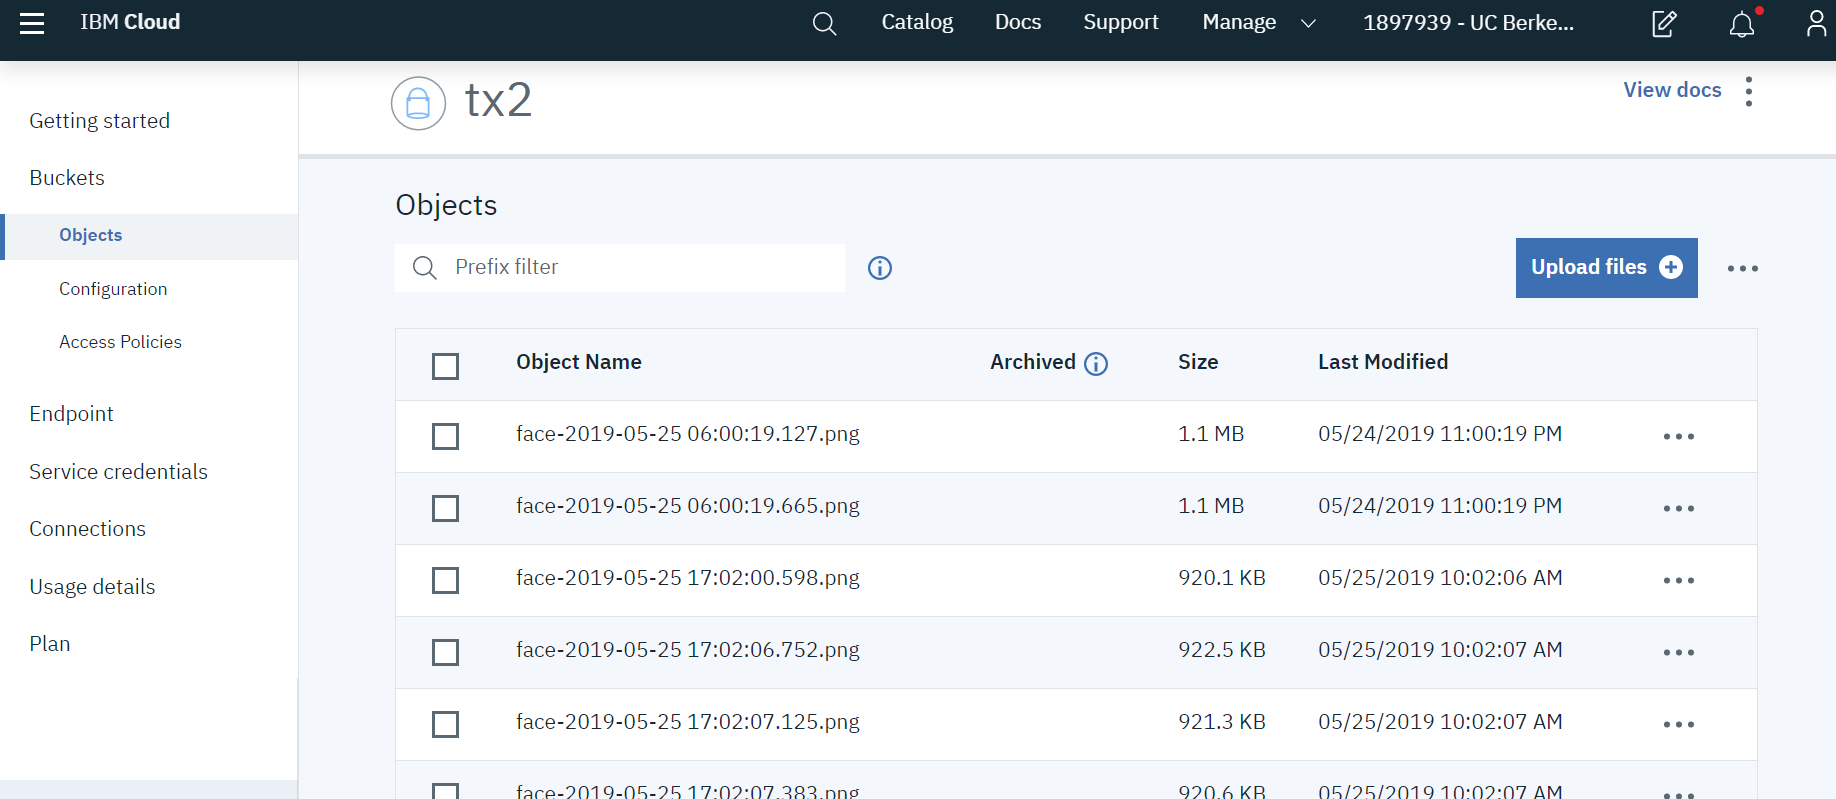 IBM Cloud
Catalog Docs Support Manage 1897939 - UC Berke...
tx2
View docs
Getting started
Buckets
Objects
Configuration
Access Policies
Endpoint
Service credentials
Connections
Usage details
Plan
Objects
Prefix filter
Upload files
Object Name Archived Size Last Modified
face-2019-05-25 06:00:19.127.png 1.1 MB 05/24/2019 11:00:19 PM
face-2019-05-25 06:00:19.665.png 1.1 MB 05/24/2019 11:00:19 PM
face-2019-05-25 17:02:00.598.png 920.1 KB 05/25/2019 10:02:06 AM
face-2019-05-25 17:02:06.752.png 922.5 KB 05/25/2019 10:02:07 AM
face-2019-05-25 17:02:07.125.png 921.3 KB 05/25/2019 10:02:07 AM
face-2019-05-25 17:02:07.383.png 920.6 KB 05/25/2019 10:02:07 AM